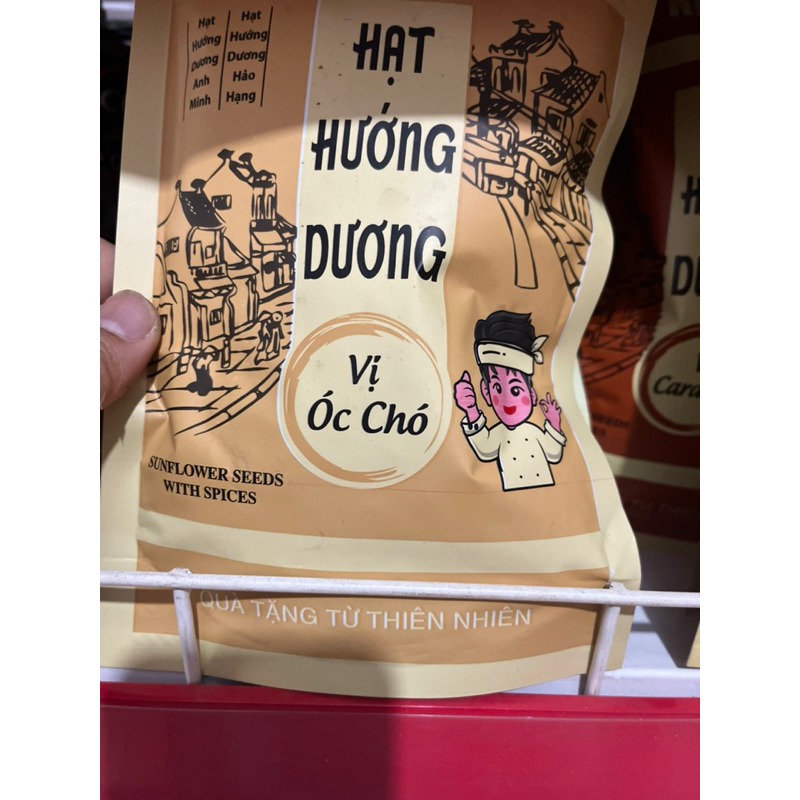 Hạt
Hướng
Dương
Anh
Minh
Hạt
Hướng
Dương
Hảo
Hạng
HẠT
HƯỚNG
DƯƠNG
Vị
Óc Chó
SUNFLOWER SEEDS
WITH SPICES
QUÀ TẶNG TỪ THIÊN NHIÊN